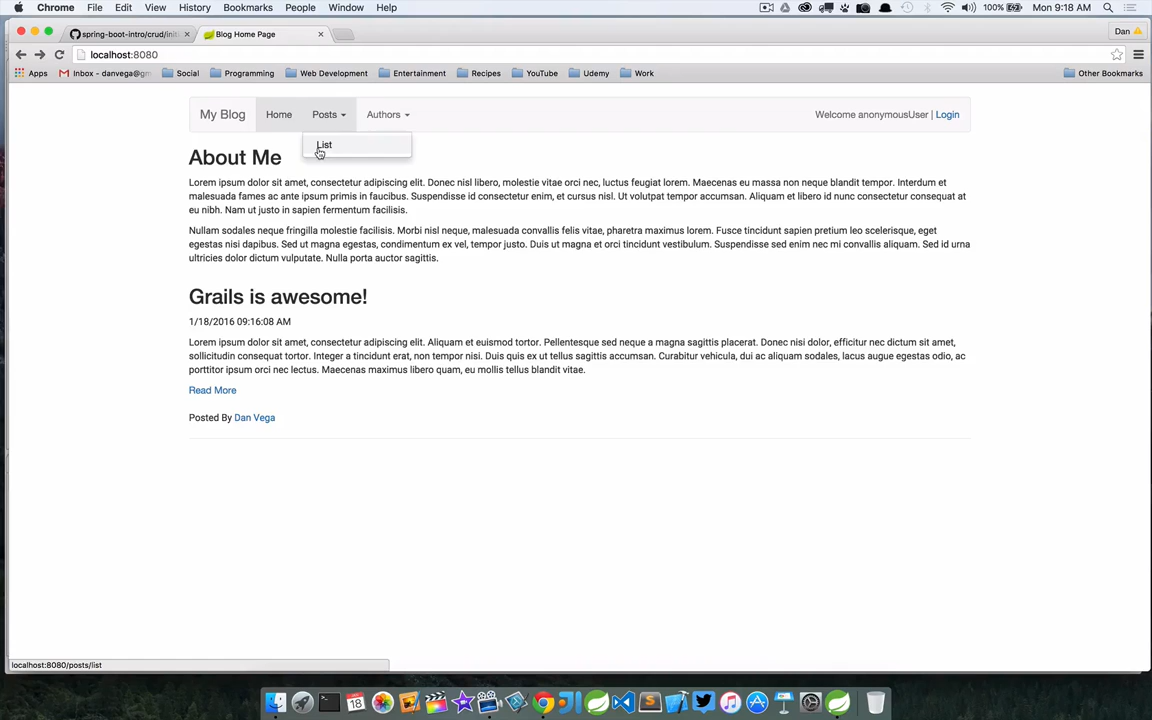 Chrome File Edit View History Bookmarks People Window Help 100% Mon 9:18 AM
spring-boot-intro/crud/init Blog Home Page Dan
localhost:8080
Apps Inbox - danvega@gm Social Programming Web Development Entertainment Recipes YouTube Udemy Work Other Bookmarks
My Blog Home Posts Authors Welcome anonymousUser | Login
List
About Me
Lorem ipsum dolor sit amet, consectetur adipiscing elit. Donec nisl libero, molestie vitae orci nec, luctus feugiat lorem. Maecenas eu massa non neque blandit tempor. Interdum et
malesuada fames ac ante ipsum primis in faucibus. Suspendisse id consectetur enim, et cursus nisl. Ut volutpat tempor accumsan. Aliquam et libero id nunc consectetur consequat at
eu nibh. Nam ut justo in sapien fermentum facilisis.
Nullam sodales neque fringilla molestie facilisis. Morbi nisl neque, malesuada convallis felis vitae, pharetra maximus lorem. Fusce tincidunt sapien pretium leo scelerisque, eget
egestas nisi dapibus. Sed ut magna egestas, condimentum ex vel, tempor justo. Duis ut magna et orci tincidunt vestibulum. Suspendisse sed enim nec mi convallis aliquam. Sed id urna
ultricies dolor dictum vulputate. Nulla porta auctor sagittis.
Grails is awesome!
1/18/2016 09:16:08 AM
Lorem ipsum dolor sit amet, consectetur adipiscing elit. Aliquam et euismod tortor. Pellentesque sed neque a magna sagittis placerat. Donec nisi dolor, efficitur nec dictum sit amet,
sollicitudin consequat tortor. Integer a tincidunt erat, non tempor nisi. Duis quis ex ut tellus sagittis accumsan. Curabitur vehicula, dui ac aliquam sodales, lacus augue egestas odio, ac
porttitor ipsum orci nec lectus. Maecenas maximus libero quam, eu mollis tellus blandit vitae.
Read More
Posted By Dan Vega
localhost:8080/posts/list
18